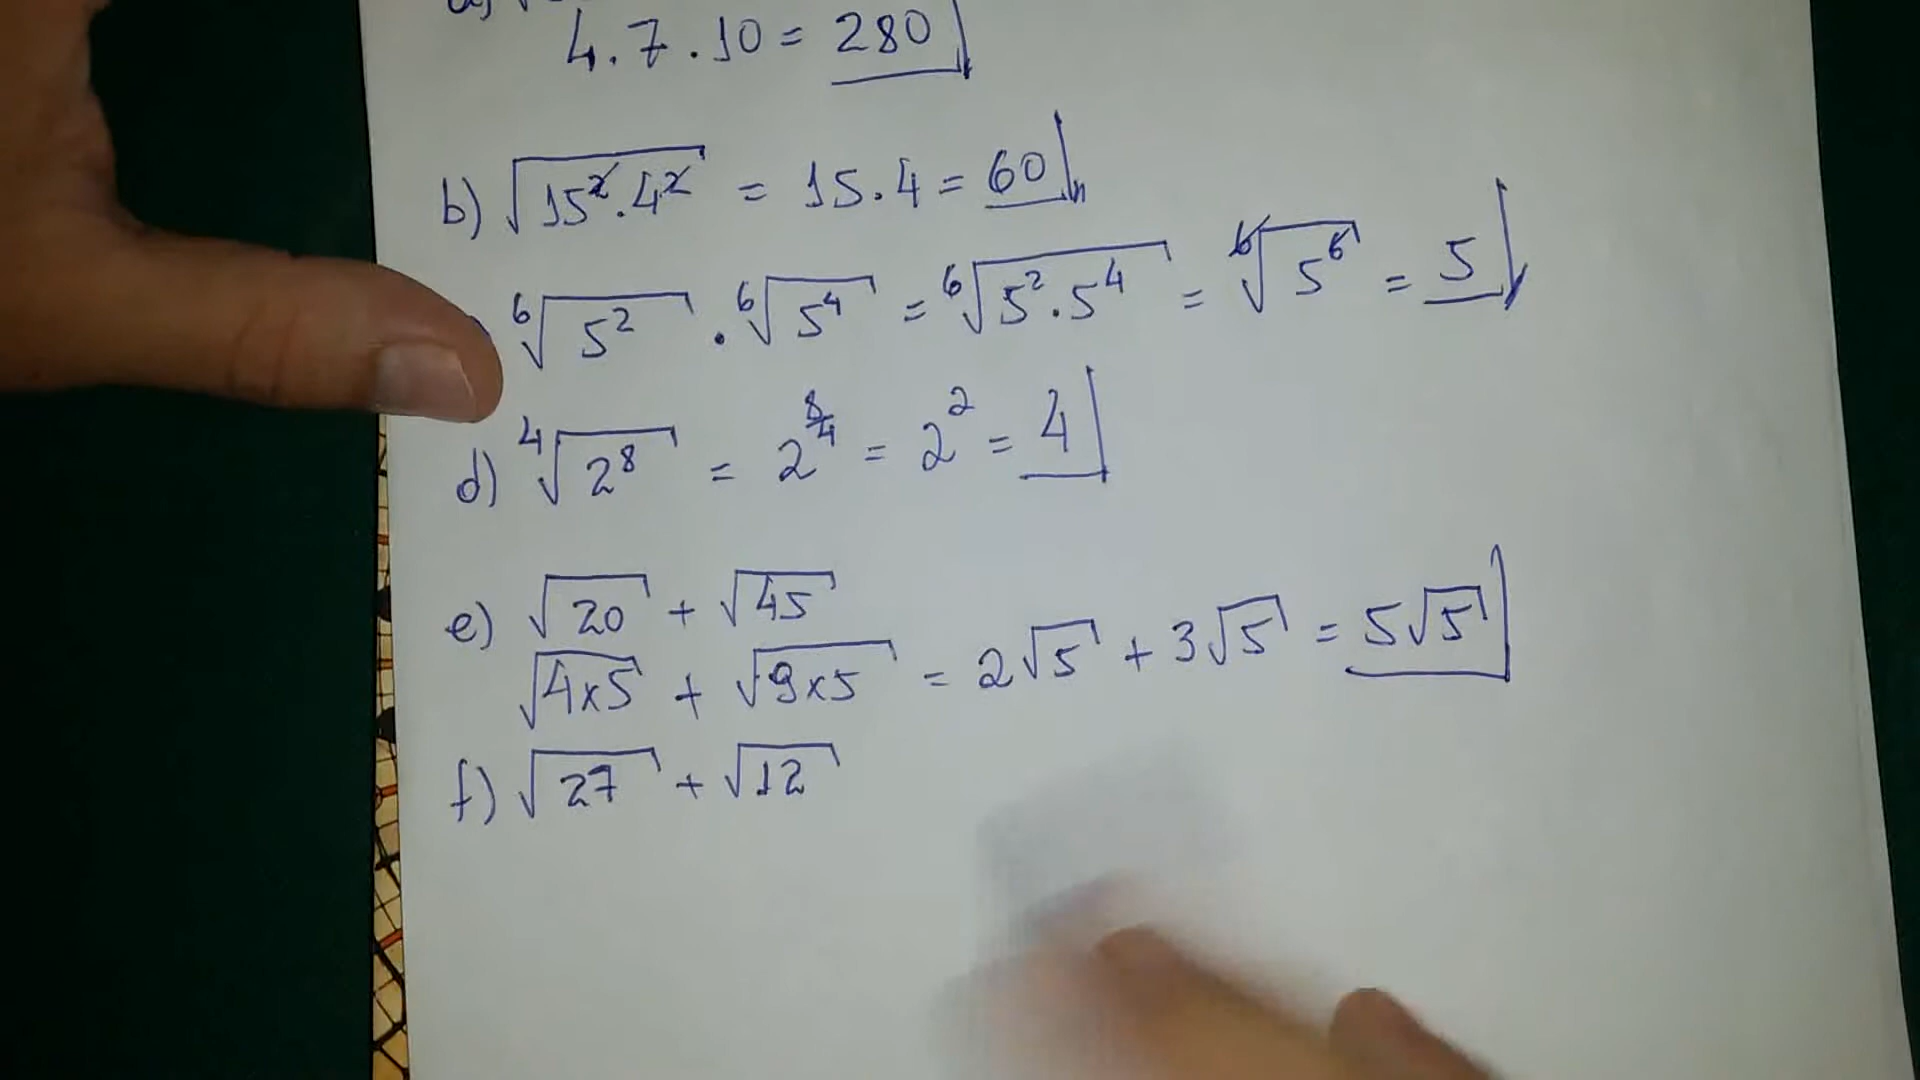 4.7.10 = 280
b) √15².4² = 15.4 = 60
⁶√5² . ⁶√5⁴ = ⁶√5².5⁴ = ⁶√5⁶ = 5
d) ⁴√2⁸ = 2^(8/4) = 2² = 4
e) √20 + √45
√4x5 + √9x5 = 2√5 + 3√5 = 5√5
f) √27 + √12